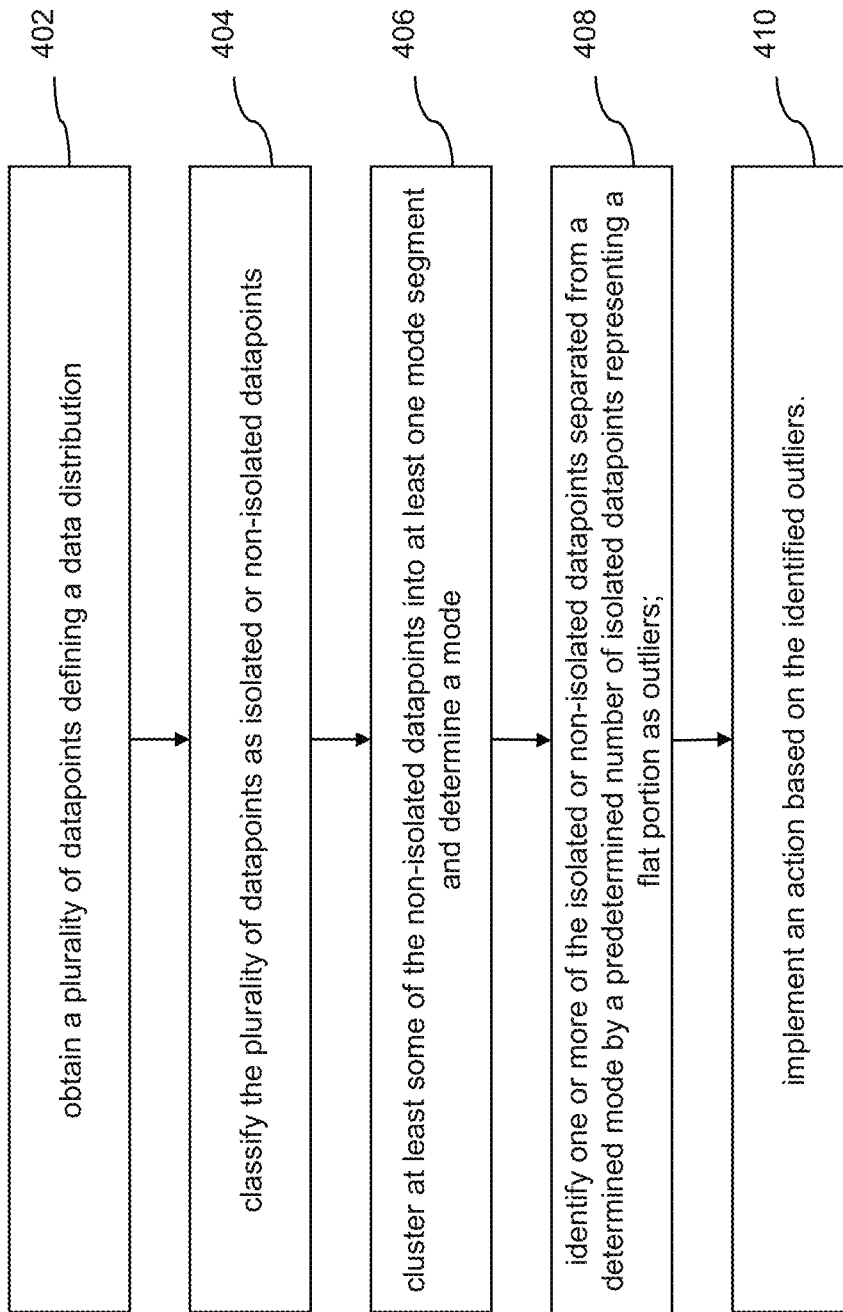 402
obtain a plurality of datapoints defining a data distribution
404
classify the plurality of datapoints as isolated or non-isolated datapoints
406
cluster at least some of the non-isolated datapoints into at least one mode segment
and determine a mode
408
identify one or more of the isolated or non-isolated datapoints separated from a
determined mode by a predetermined number of isolated datapoints representing a
flat portion as outliers;
410
implement an action based on the identified outliers.